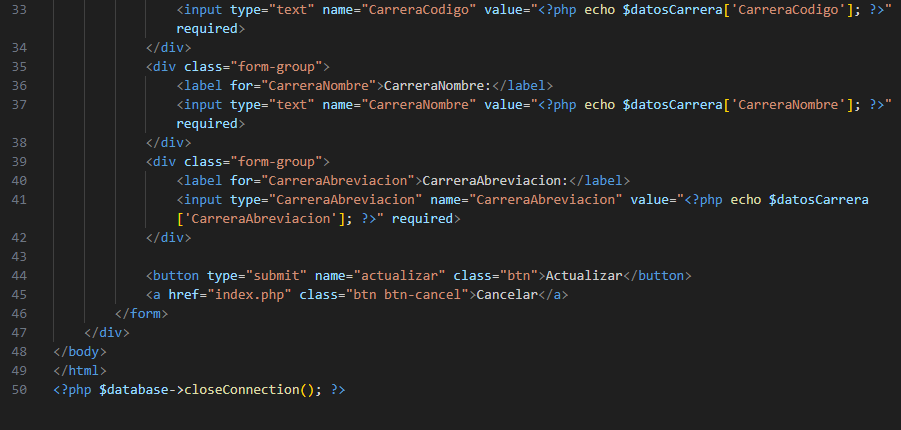 33 <input type="text" name="CarreraCodigo" value="<?php echo $datosCarrera['CarreraCodigo']; ?>"
required>
34 </div>
35 <div class="form-group">
36 <label for="CarreraNombre">CarreraNombre:</label>
37 <input type="text" name="CarreraNombre" value="<?php echo $datosCarrera['CarreraNombre']; ?>"
required>
38 </div>
39 <div class="form-group">
40 <label for="CarreraAbreviacion">CarreraAbreviacion:</label>
41 <input type="CarreraAbreviacion" name="CarreraAbreviacion" value="<?php echo $datosCarrera
['CarreraAbreviacion']; ?>" required>
42 </div>
43
44 <button type="submit" name="actualizar" class="btn">Actualizar</button>
45 <a href="index.php" class="btn btn-cancel">Cancelar</a>
46 </form>
47 </div>
48 </body>
49 </html>
50 <?php $database->closeConnection(); ?>